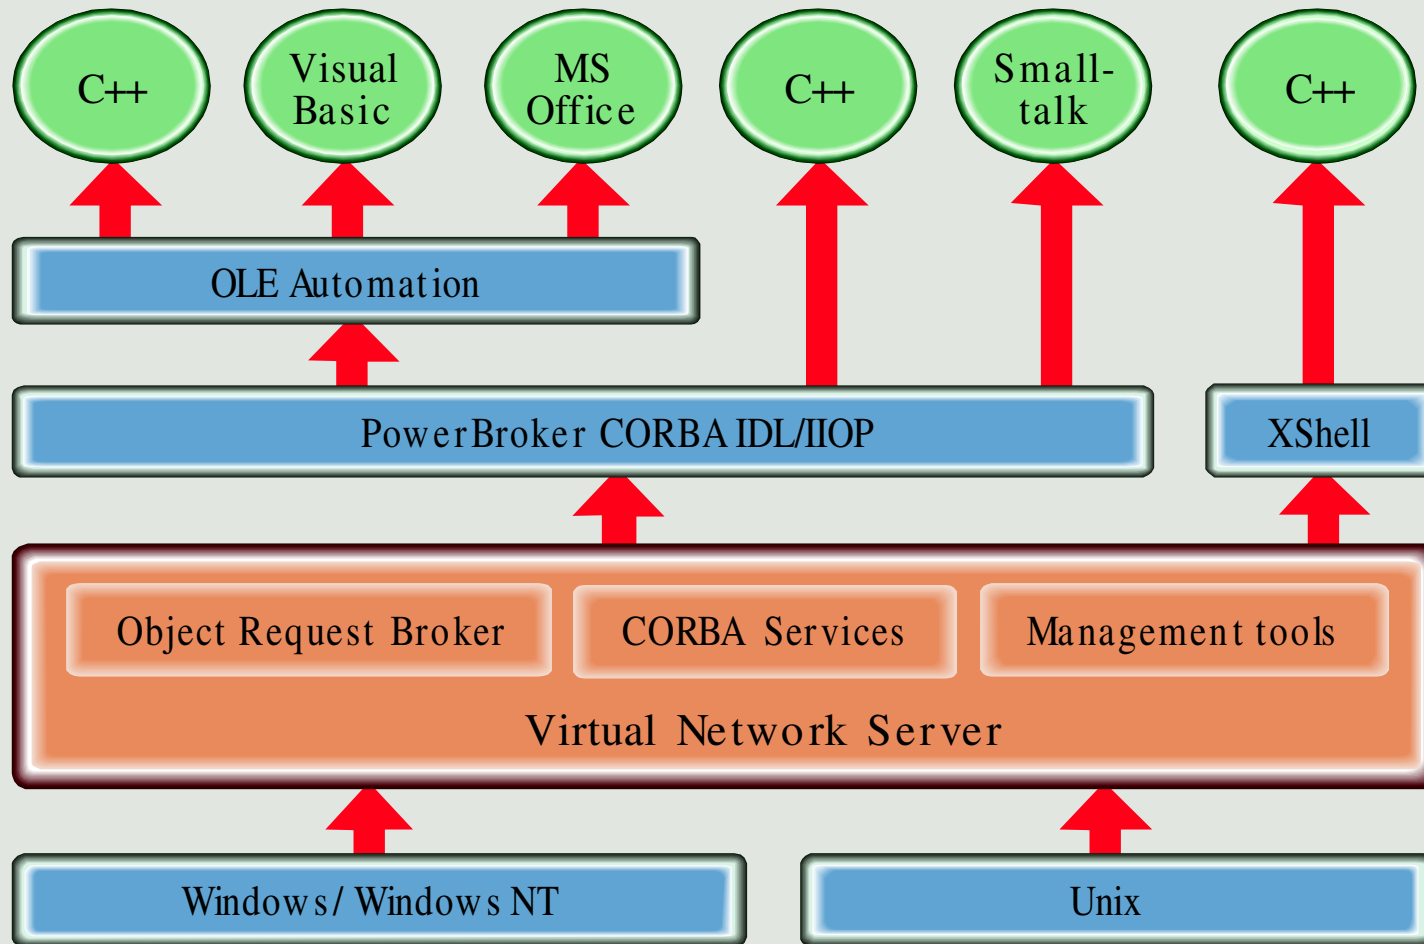 C++
Visual
Basic
MS
Office
C++
Small-
talk
C++
OLE Automation
PowerBroker CORBA IDL/IIOP
XShell
Object Request Broker
CORBA Services
Management tools
Virtual Network Server
Windows/ Windows NT
Unix